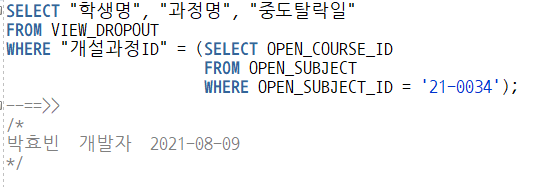 SELECT "학생명", "과정명", "중도탈락일"
FROM VIEW_DROPOUT
WHERE "개설과정ID" = (SELECT OPEN_COURSE_ID
FROM OPEN_SUBJECT
WHERE OPEN_SUBJECT_ID = '21-0034');
--==>>
/*
박효빈 개발자 2021-08-09
*/